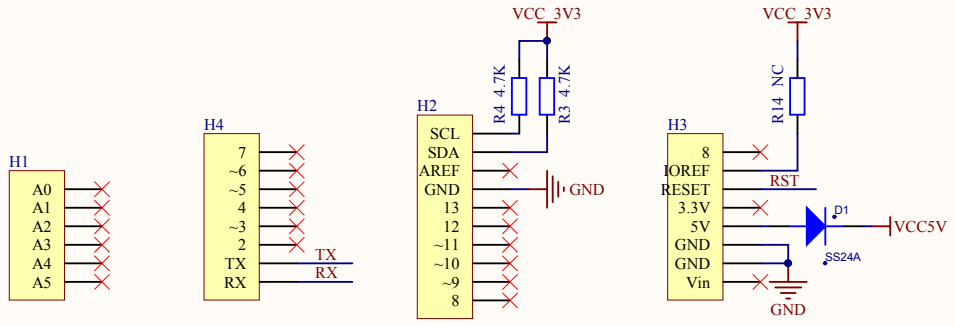 H1
A0
A1
A2
A3
A4
A5
H4
7
~6
~5
4
~3
2
TX TX
RX RX
VCC_3V3
R4 4.7K
R3 4.7K
H2
SCL
SDA
AREF
GND GND
13
12
~11
~10
~9
8
VCC_3V3
R14 NC
H3
8
IOREF
RESET RST
3.3V
5V D1 VCC5V
SS24A
GND
GND
Vin
GND